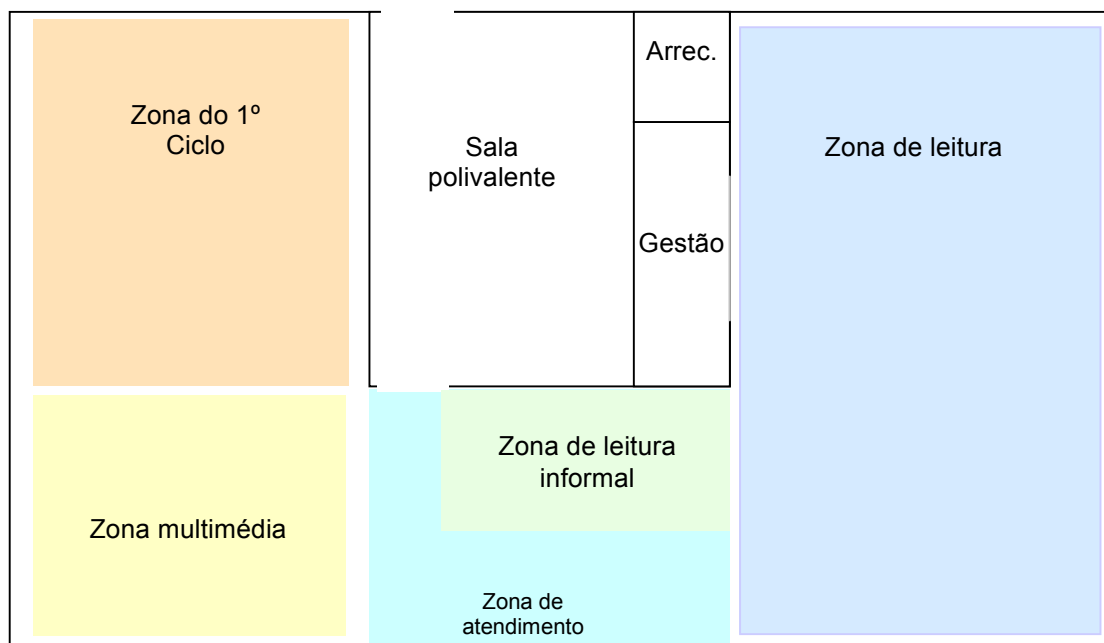 Zona do 1º
Ciclo
Sala
polivalente
Arrec.
Gestão
Zona de leitura
Zona de leitura
informal
Zona multimédia
Zona de
atendimento